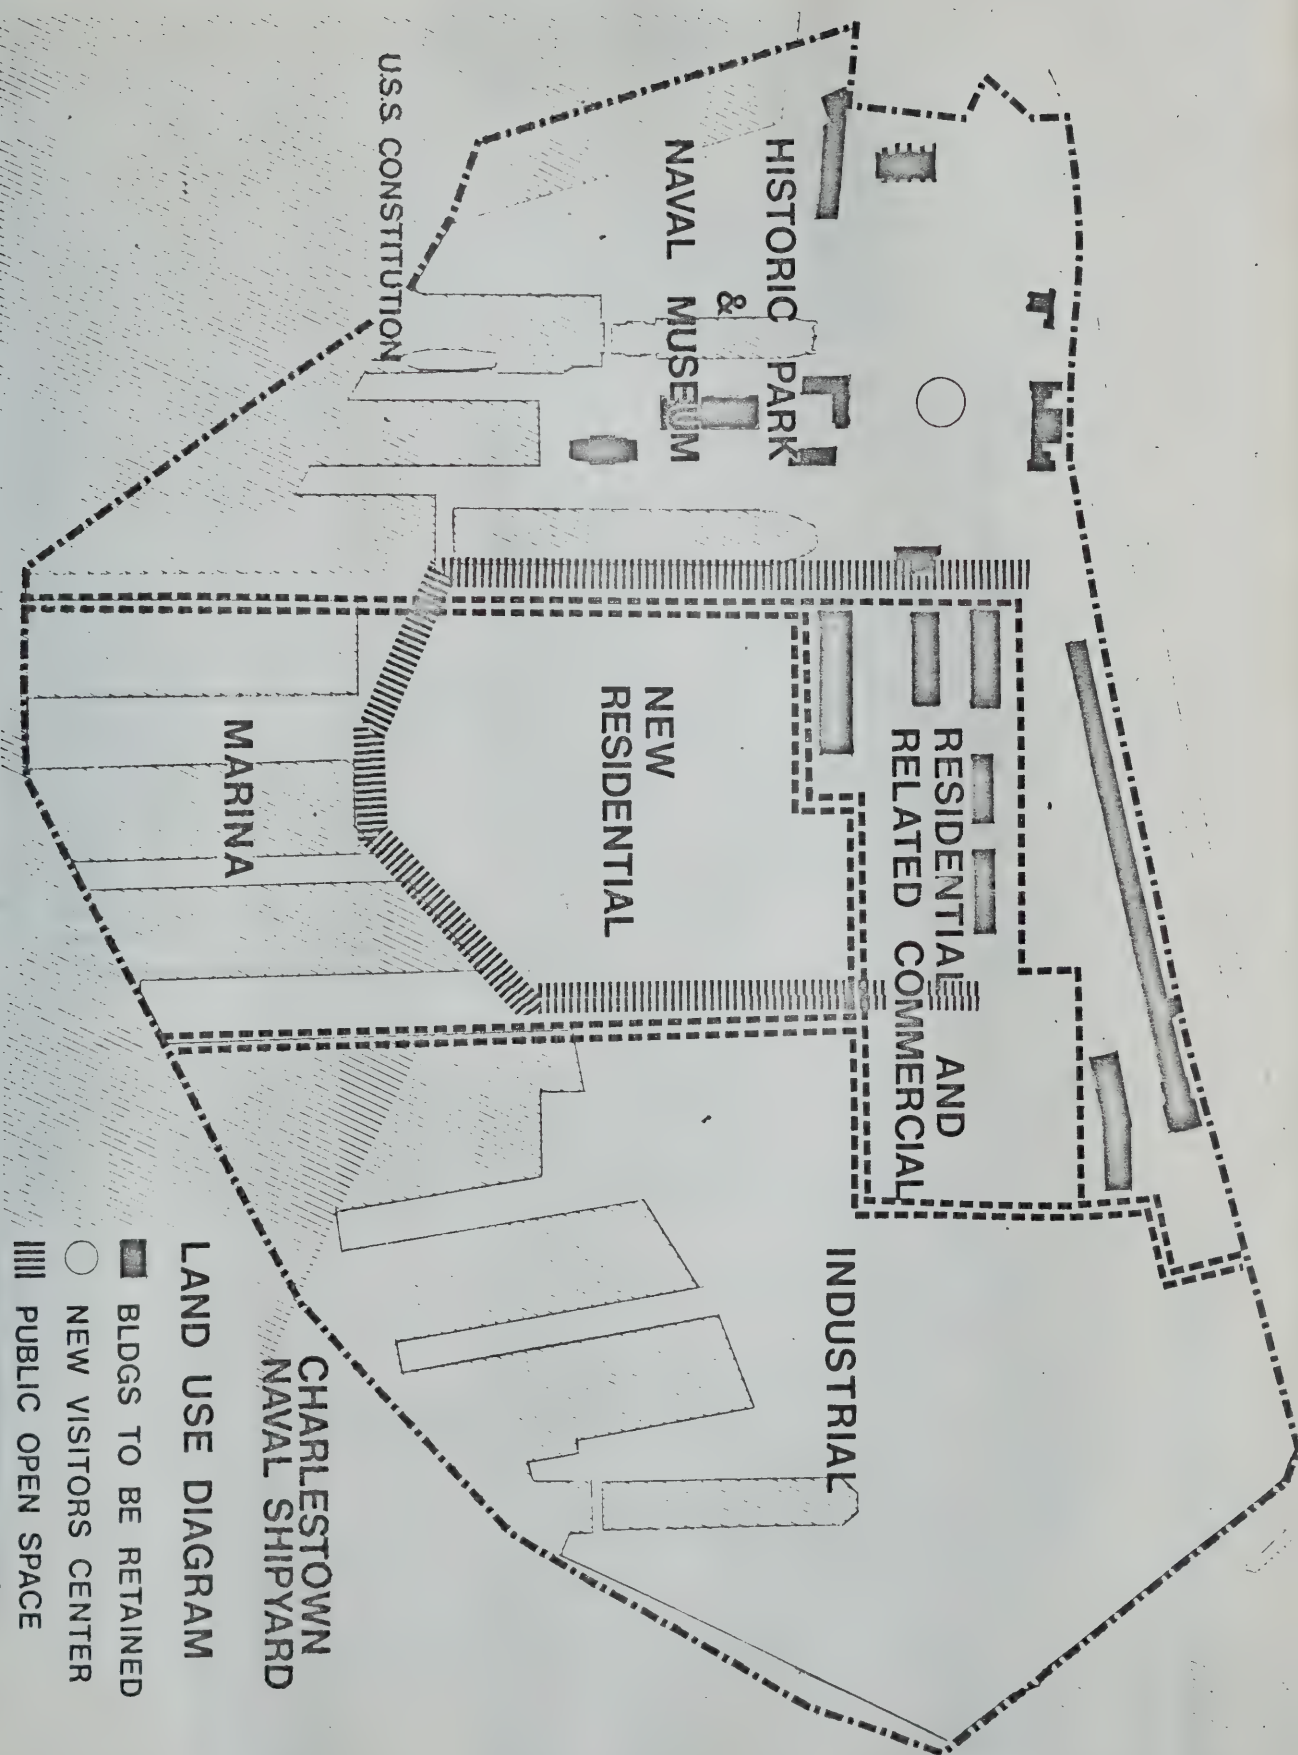 HISTORIC PARK
&
NAVAL MUSEUM
U.S.S CONSTITUTION
RESIDENTIAL AND
RELATED COMMERCIAL
NEW
RESIDENTIAL
MARINA
INDUSTRIAL
CHARLESTOWN
NAVAL SHIPYARD
LAND USE DIAGRAM
BLDGS TO BE RETAINED
NEW VISITORS CENTER
PUBLIC OPEN SPACE